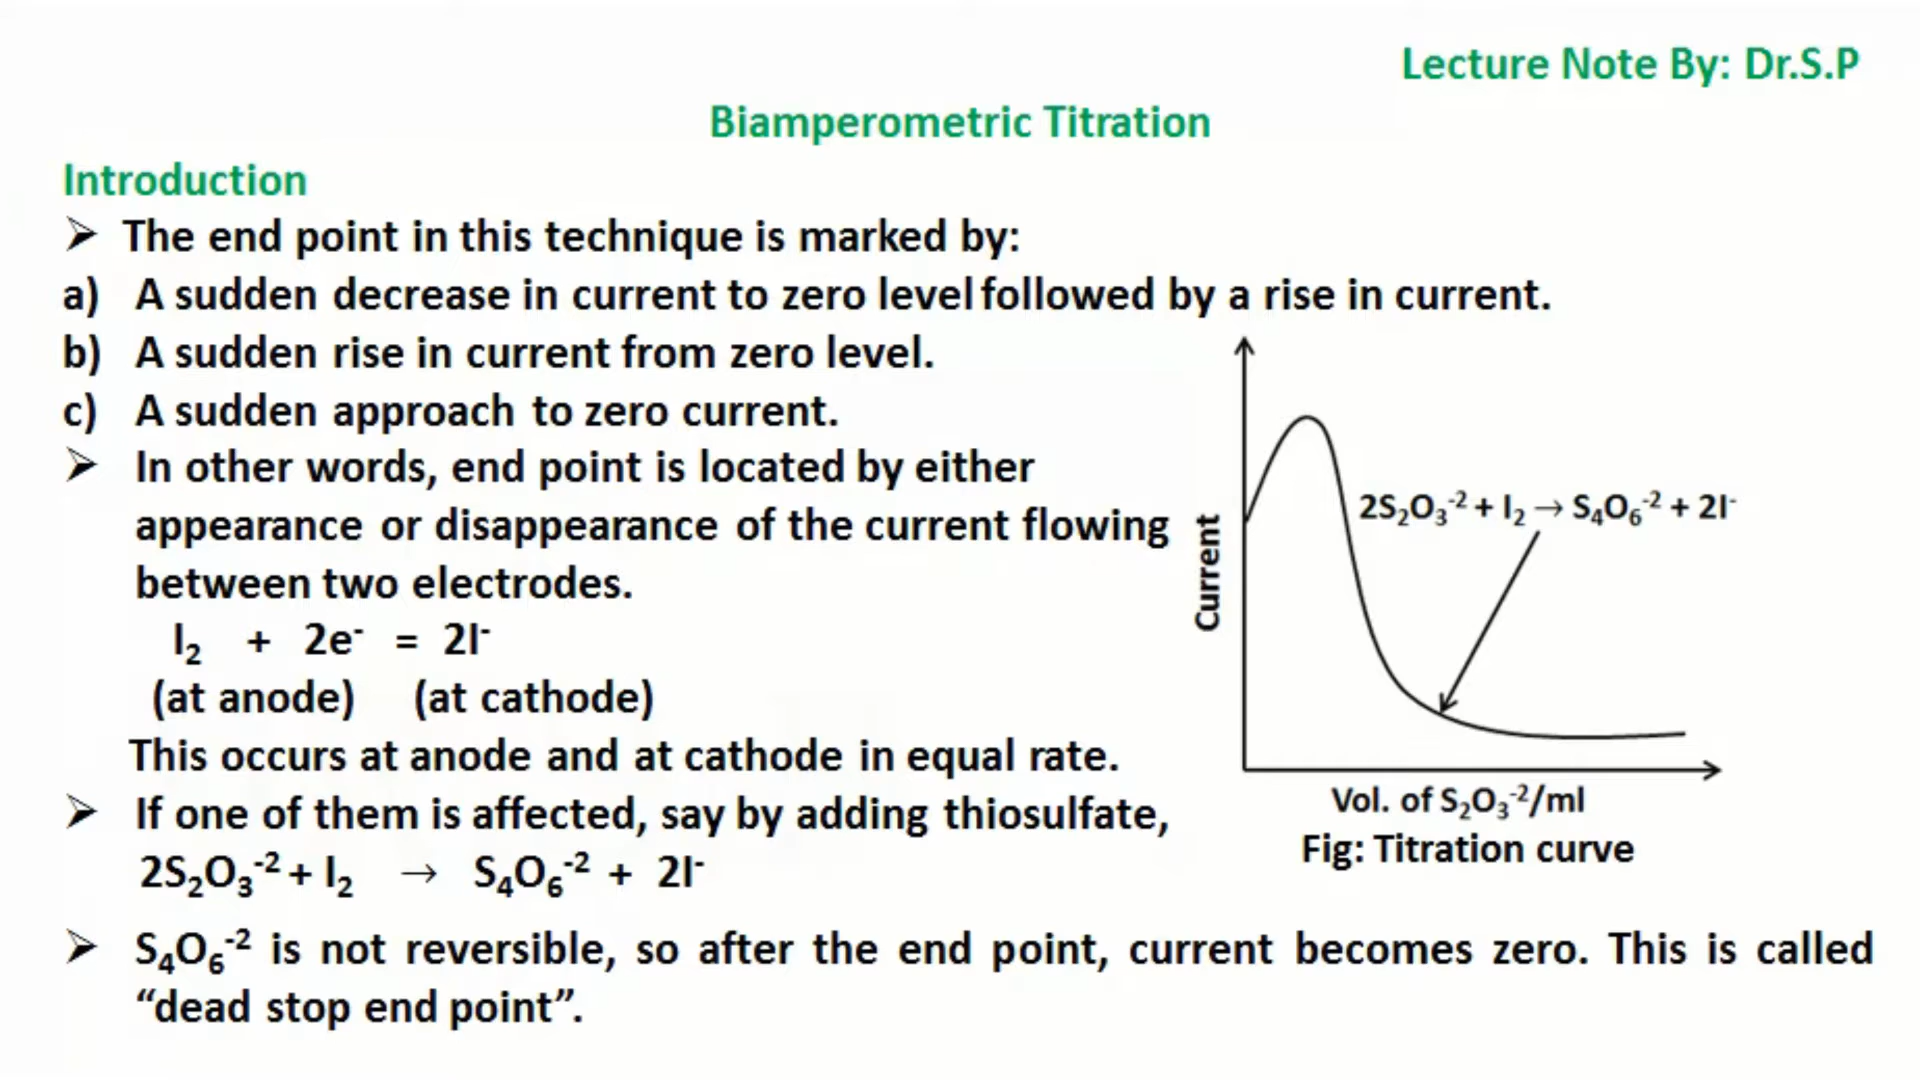 Lecture Note By: Dr.S.P
Biamperometric Titration
Introduction
➢ The end point in this technique is marked by:
a) A sudden decrease in current to zero level followed by a rise in current.
b) A sudden rise in current from zero level.
c) A sudden approach to zero current.
➢ In other words, end point is located by either
appearance or disappearance of the current flowing
between two electrodes.
I₂ + 2e⁻ = 2I⁻
(at anode) (at cathode)
This occurs at anode and at cathode in equal rate.
➢ If one of them is affected, say by adding thiosulfate,
2S₂O₃⁻² + I₂ → S₄O₆⁻² + 2I⁻
➢ S₄O₆⁻² is not reversible, so after the end point, current becomes zero. This is called
“dead stop end point”.
Current
2S₂O₃⁻² + I₂ → S₄O₆⁻² + 2I⁻
Vol. of S₂O₃⁻²/ml
Fig: Titration curve